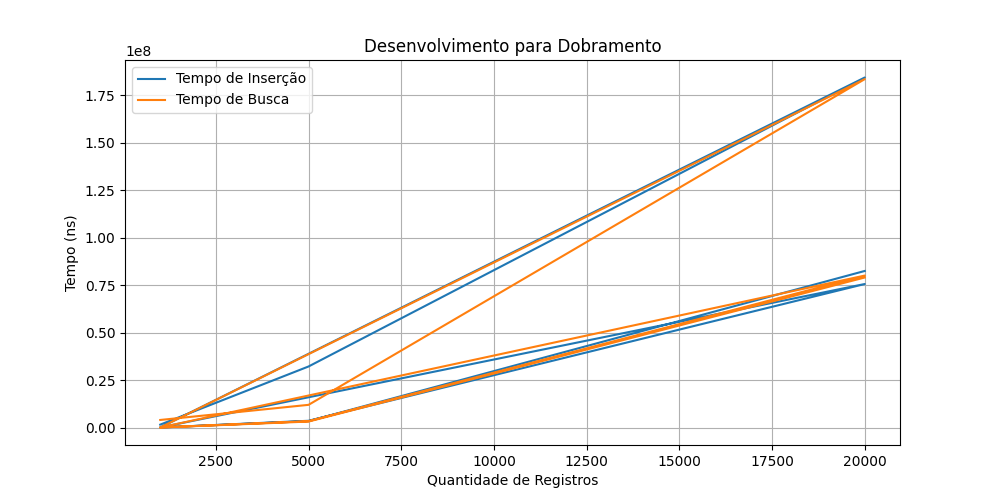 Desenvolvimento para Dobramento
1e8
Tempo de Inserção
Tempo de Busca
1.75
1.50
1.25
1.00
0.75
0.50
0.25
0.00
Tempo (ns)
2500 5000 7500 10000 12500 15000 17500 20000
Quantidade de Registros